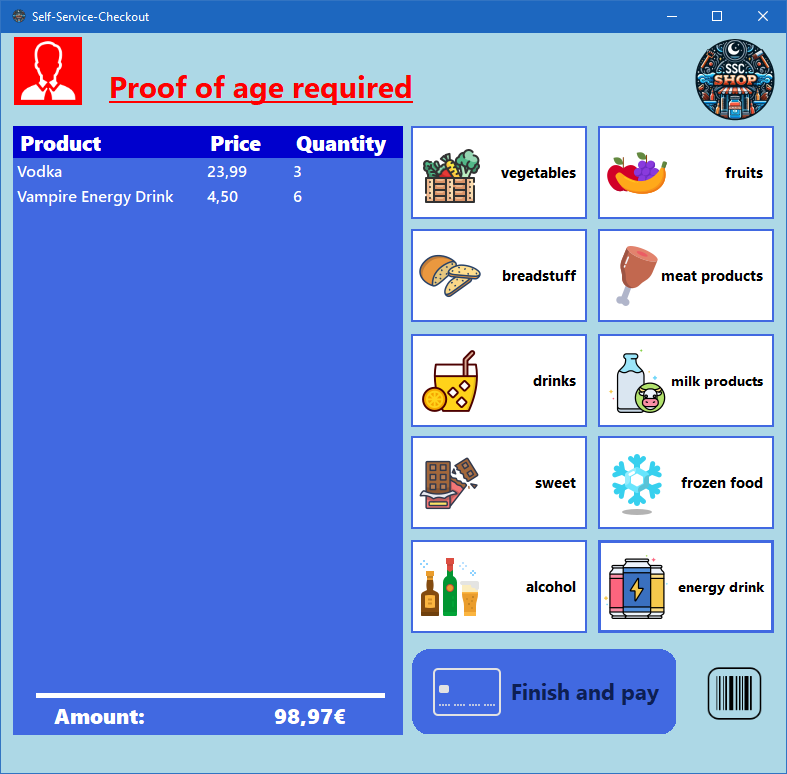 Self-Service-Checkout
Proof of age required
SSC
SHOP
Product Price Quantity
Vodka 23,99 3
Vampire Energy Drink 4,50 6
Amount: 98,97€
vegetables
fruits
breadstuff
meat products
drinks
milk products
sweet
frozen food
alcohol
energy drink
Finish and pay